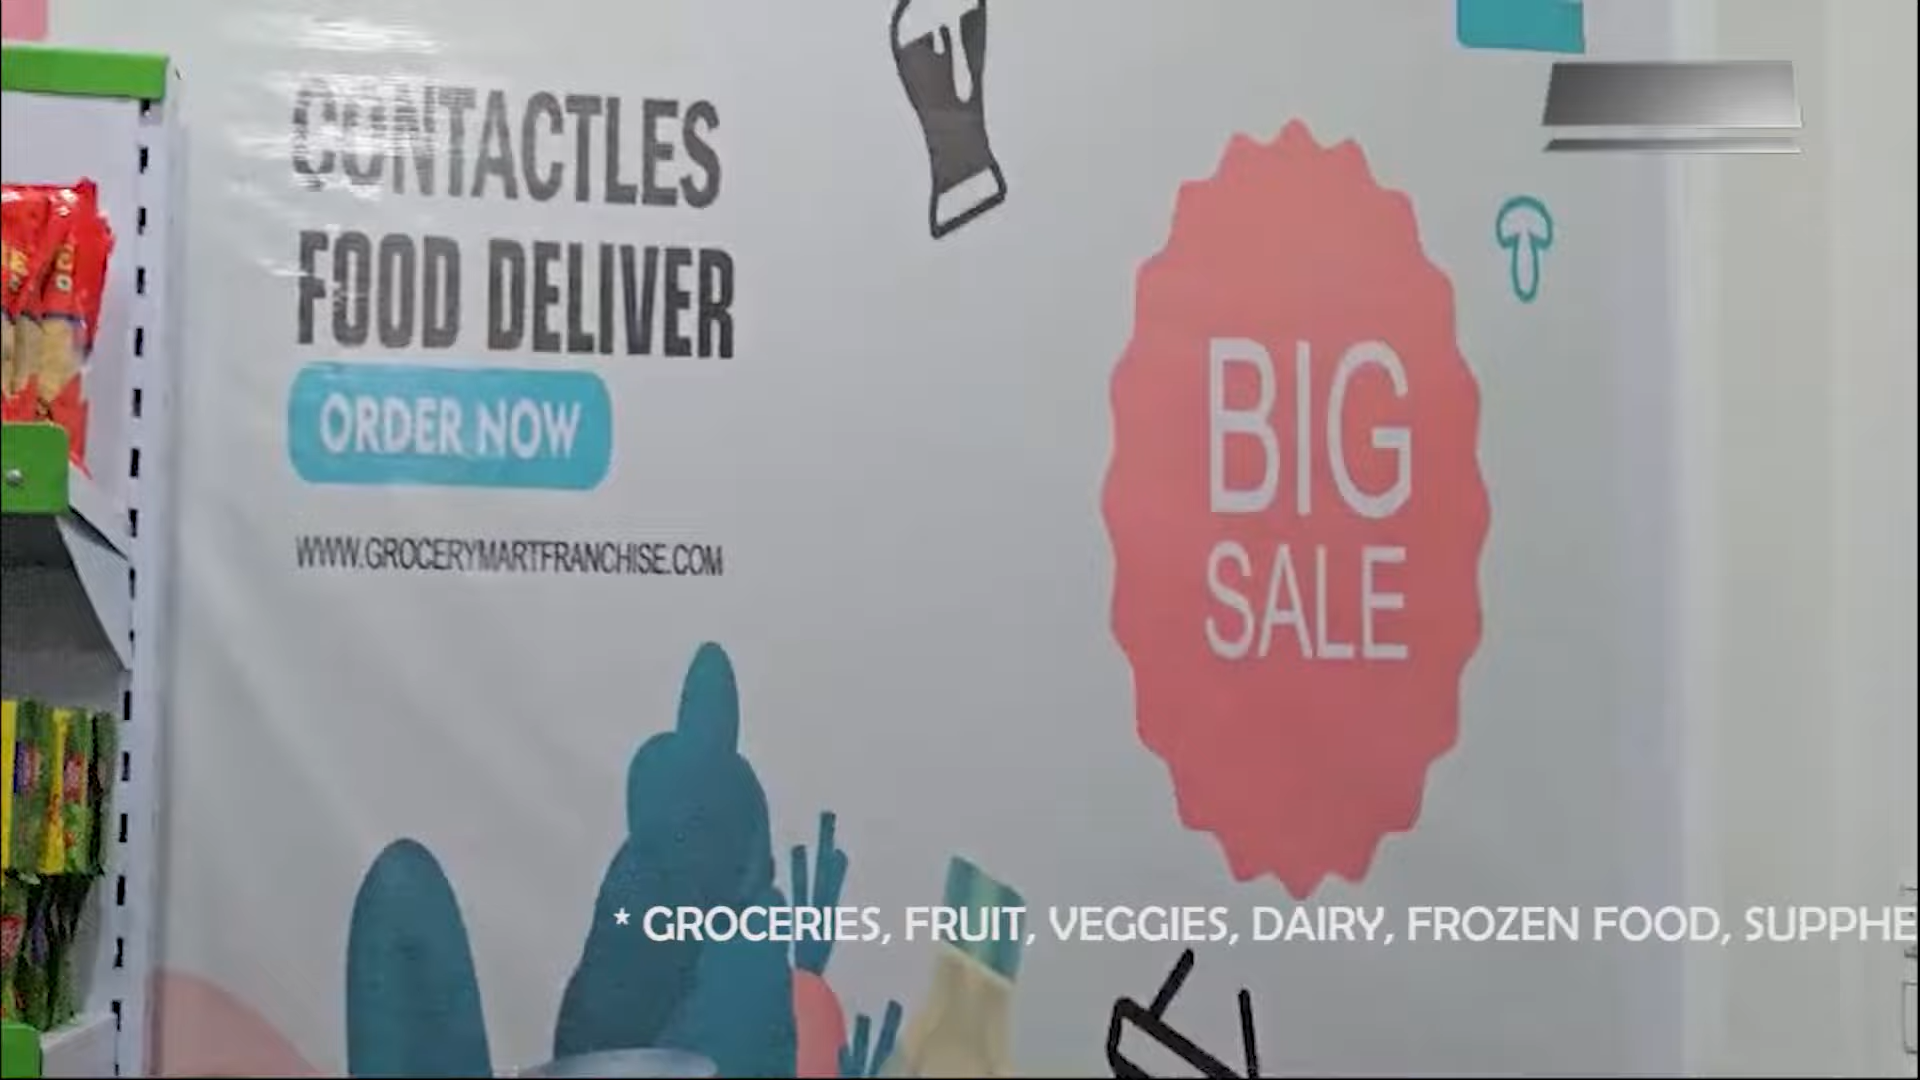 CONTACTLES
FOOD DELIVER
ORDER NOW
WWW.GROCERYMARTFRANCHISE.COM
BIG
SALE
* GROCERIES, FRUIT, VEGGIES, DAIRY, FROZEN FOOD, SUPPHE